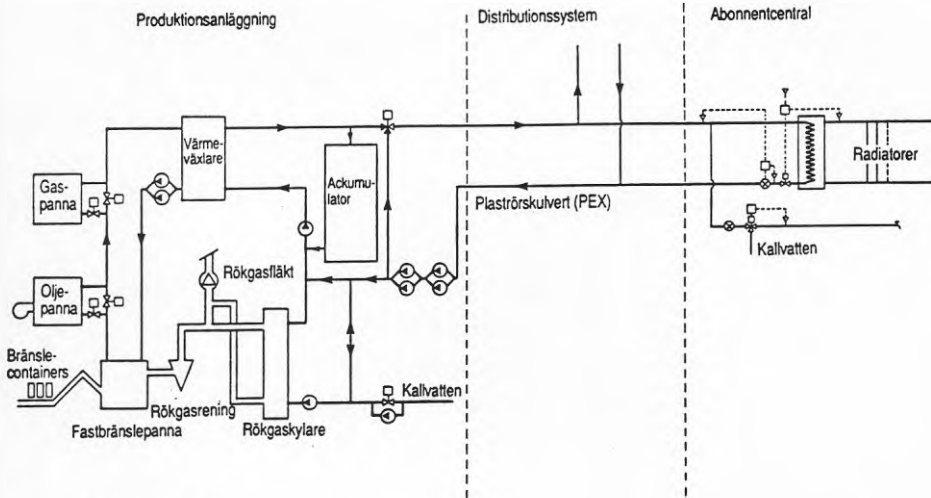 Produktionsanläggning
Distributionssystem
Abonnentcentral
Värme-
växlare
Gas-
panna
Ackumu-
lator
Radiatorer
Plaströrskulvert (PEX)
Kallvatten
Rökgasfläkt
Olje-
panna
Bränsle-
containers
Kallvatten
Rökgasrening
Fastbränslepanna
Rökgaskylare